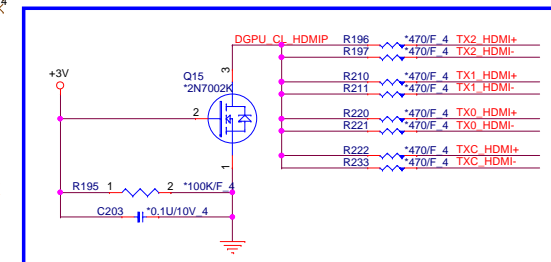 4
DGPU_CL_HDMIP
R196 *470/F_4 TX2_HDMI+
R197 *470/F_4 TX2_HDMI-
+3V
3
Q15
*2N7002K
R210 *470/F_4 TX1_HDMI+
R211 *470/F_4 TX1_HDMI-
2
R220 *470/F_4 TX0_HDMI+
R221 *470/F_4 TX0_HDMI-
1
R222 *470/F_4 TXC_HDMI+
R233 *470/F_4 TXC_HDMI-
R195 1 2 *100K/F_4
C203 *0.1U/10V_4